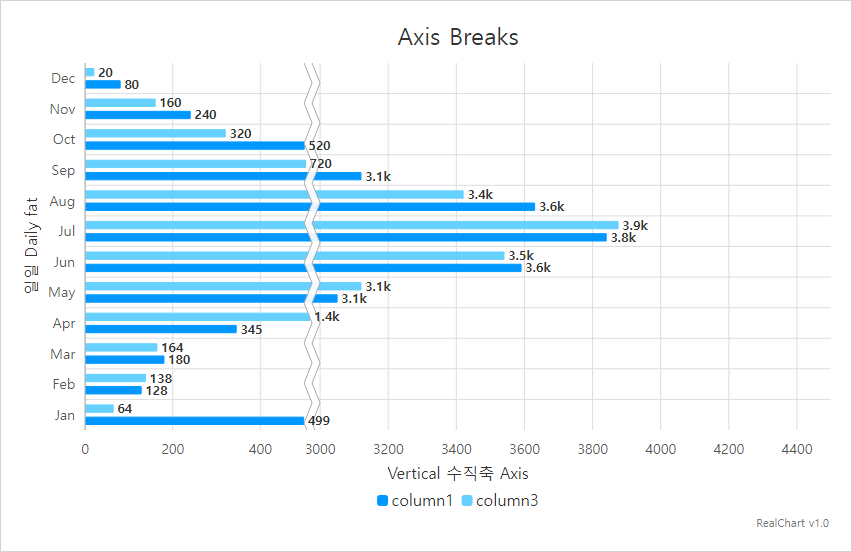 Axis Breaks
일일 Daily fat
Dec
20
80
Nov
160
240
Oct
320
520
Sep
720
3.1k
Aug
3.4k
3.6k
Jul
3.9k
3.8k
Jun
3.5k
3.6k
May
3.1k
3.1k
Apr
1.4k
345
Mar
164
180
Feb
138
128
Jan
64
499
0 200 400 3000 3200 3400 3600 3800 4000 4200 4400
Vertical 수직축 Axis
column1 column3
RealChart v1.0